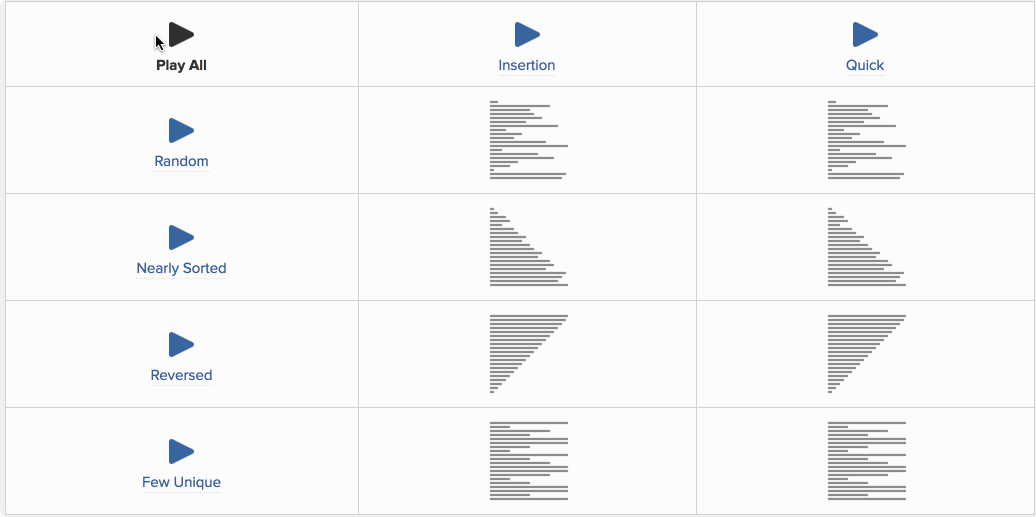 Play All
Insertion
Quick
Random
Nearly Sorted
Reversed
Few Unique